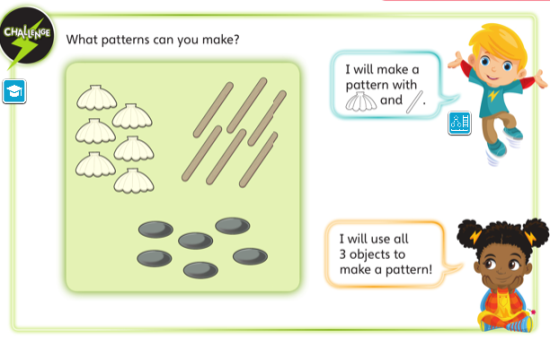 CHALLENGE
What patterns can you make?
I will make a
pattern with
and .
I will use all
3 objects to
make a pattern!